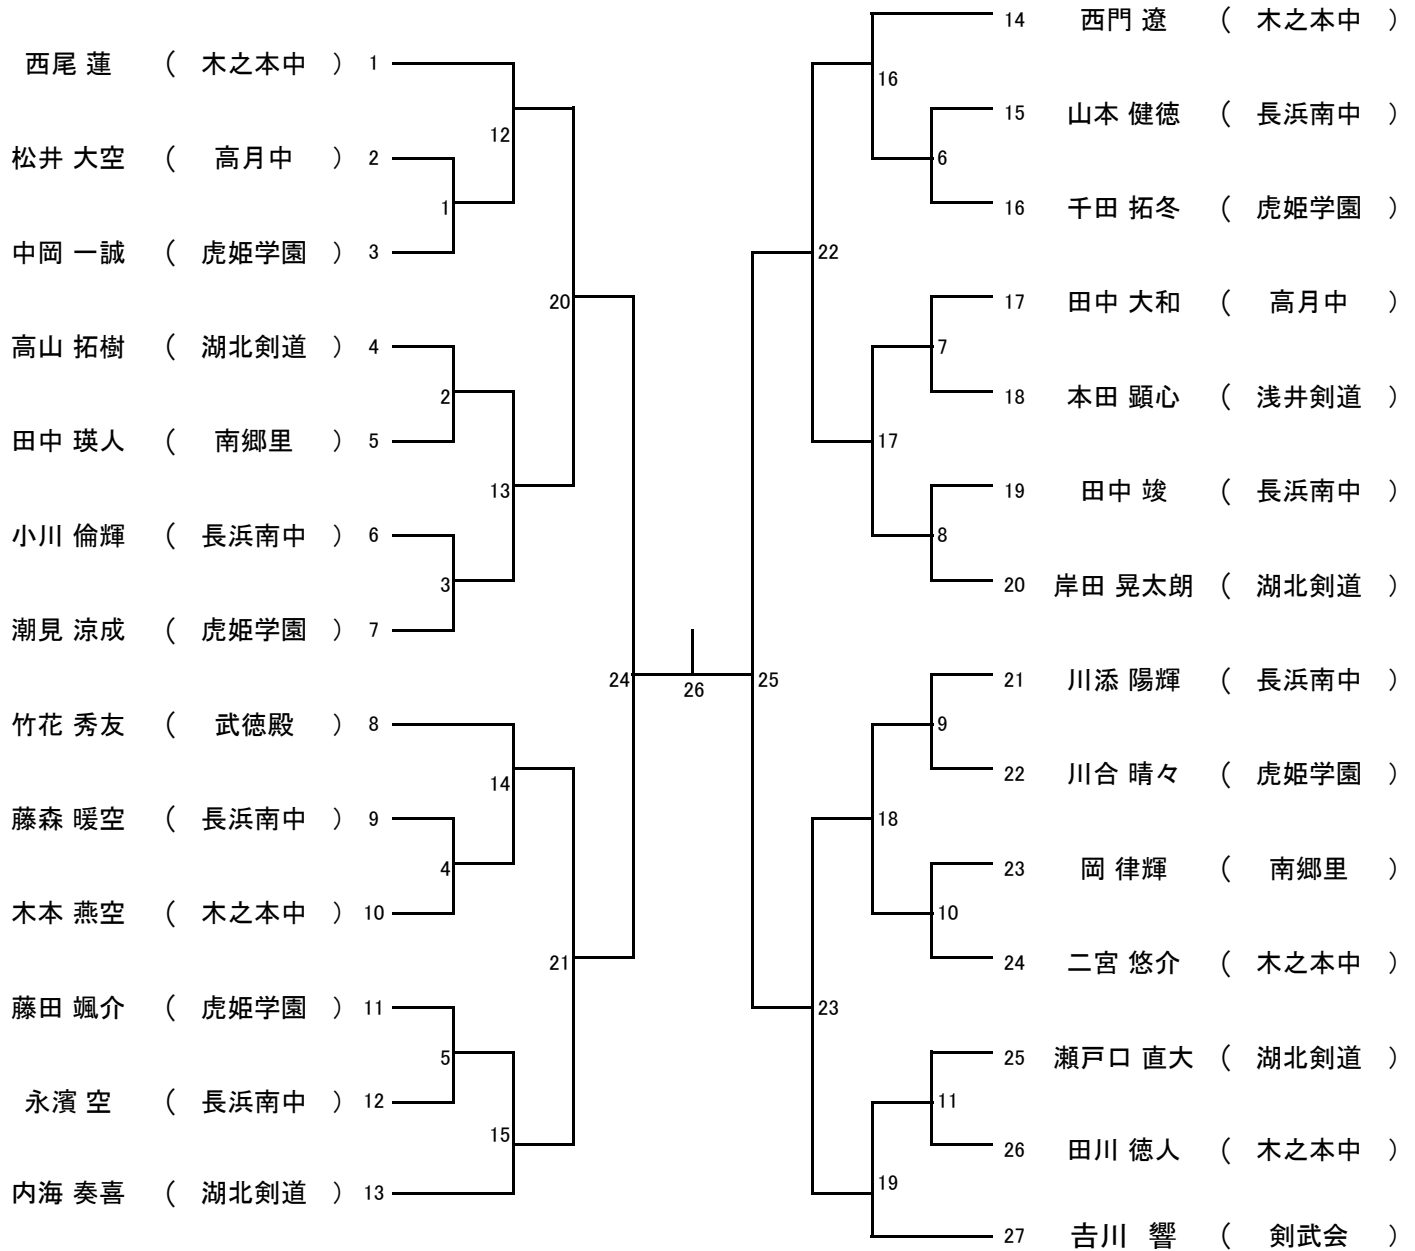 西尾 蓮 ( 木之本中 ) 1
松井 大空 ( 高月中 ) 2
中岡 一誠 ( 虎姫学園 ) 3
高山 拓樹 ( 湖北剣道 ) 4
田中 瑛人 ( 南郷里 ) 5
小川 倫輝 ( 長浜南中 ) 6
潮見 涼成 ( 虎姫学園 ) 7
竹花 秀友 ( 武徳殿 ) 8
藤森 暖空 ( 長浜南中 ) 9
木本 燕空 ( 木之本中 ) 10
藤田 颯介 ( 虎姫学園 ) 11
永濱 空 ( 長浜南中 ) 12
内海 奏喜 ( 湖北剣道 ) 13
1
2
3
4
5
12
13
14
15
20
21
24
26
25
22
23
16
17
18
19
6
7
8
9
10
11
14 西門 遼 ( 木之本中 )
15 山本 健徳 ( 長浜南中 )
16 千田 拓冬 ( 虎姫学園 )
17 田中 大和 ( 高月中 )
18 本田 顕心 ( 浅井剣道 )
19 田中 竣 ( 長浜南中 )
20 岸田 晃太朗 ( 湖北剣道 )
21 川添 陽輝 ( 長浜南中 )
22 川合 晴々 ( 虎姫学園 )
23 岡 律輝 ( 南郷里 )
24 二宮 悠介 ( 木之本中 )
25 瀬戸口 直大 ( 湖北剣道 )
26 田川 徳人 ( 木之本中 )
27 𠮷川 響 ( 剣武会 )